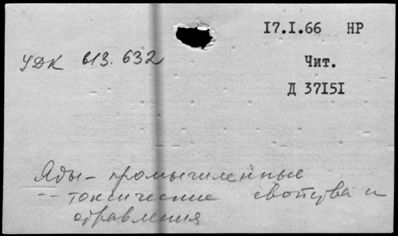 17.I.66 НР
УДК 613.632
Чит.
Д 37151
Яды - промышленные
- токсические свойства и
отравления